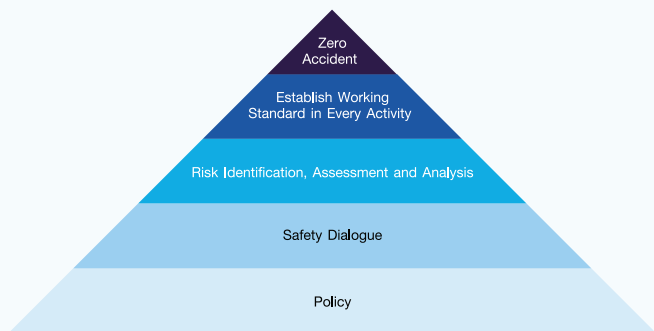 Zero
Accident
Establish Working
Standard in Every Activity
Risk Identification, Assessment and Analysis
Safety Dialogue
Policy